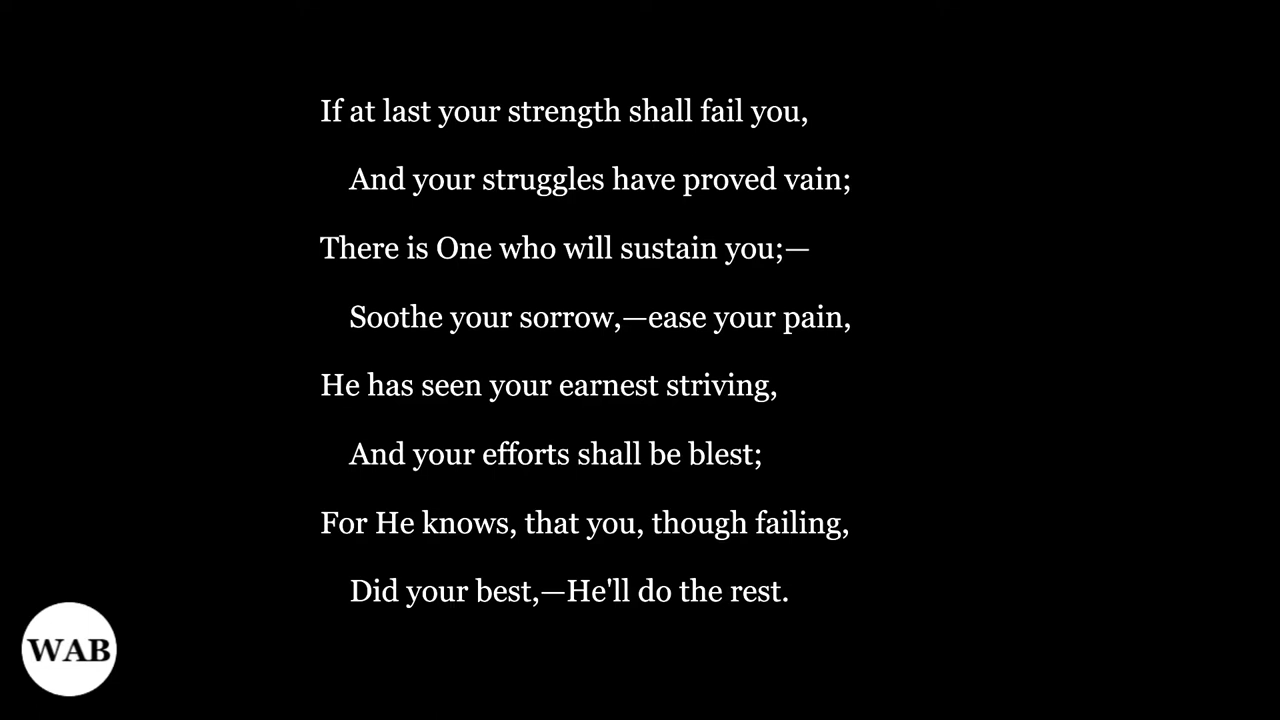 If at last your strength shall fail you,
And your struggles have proved vain;
There is One who will sustain you;—
Soothe your sorrow,—ease your pain,
He has seen your earnest striving,
And your efforts shall be blest;
For He knows, that you, though failing,
Did your best,—He'll do the rest.
WAB